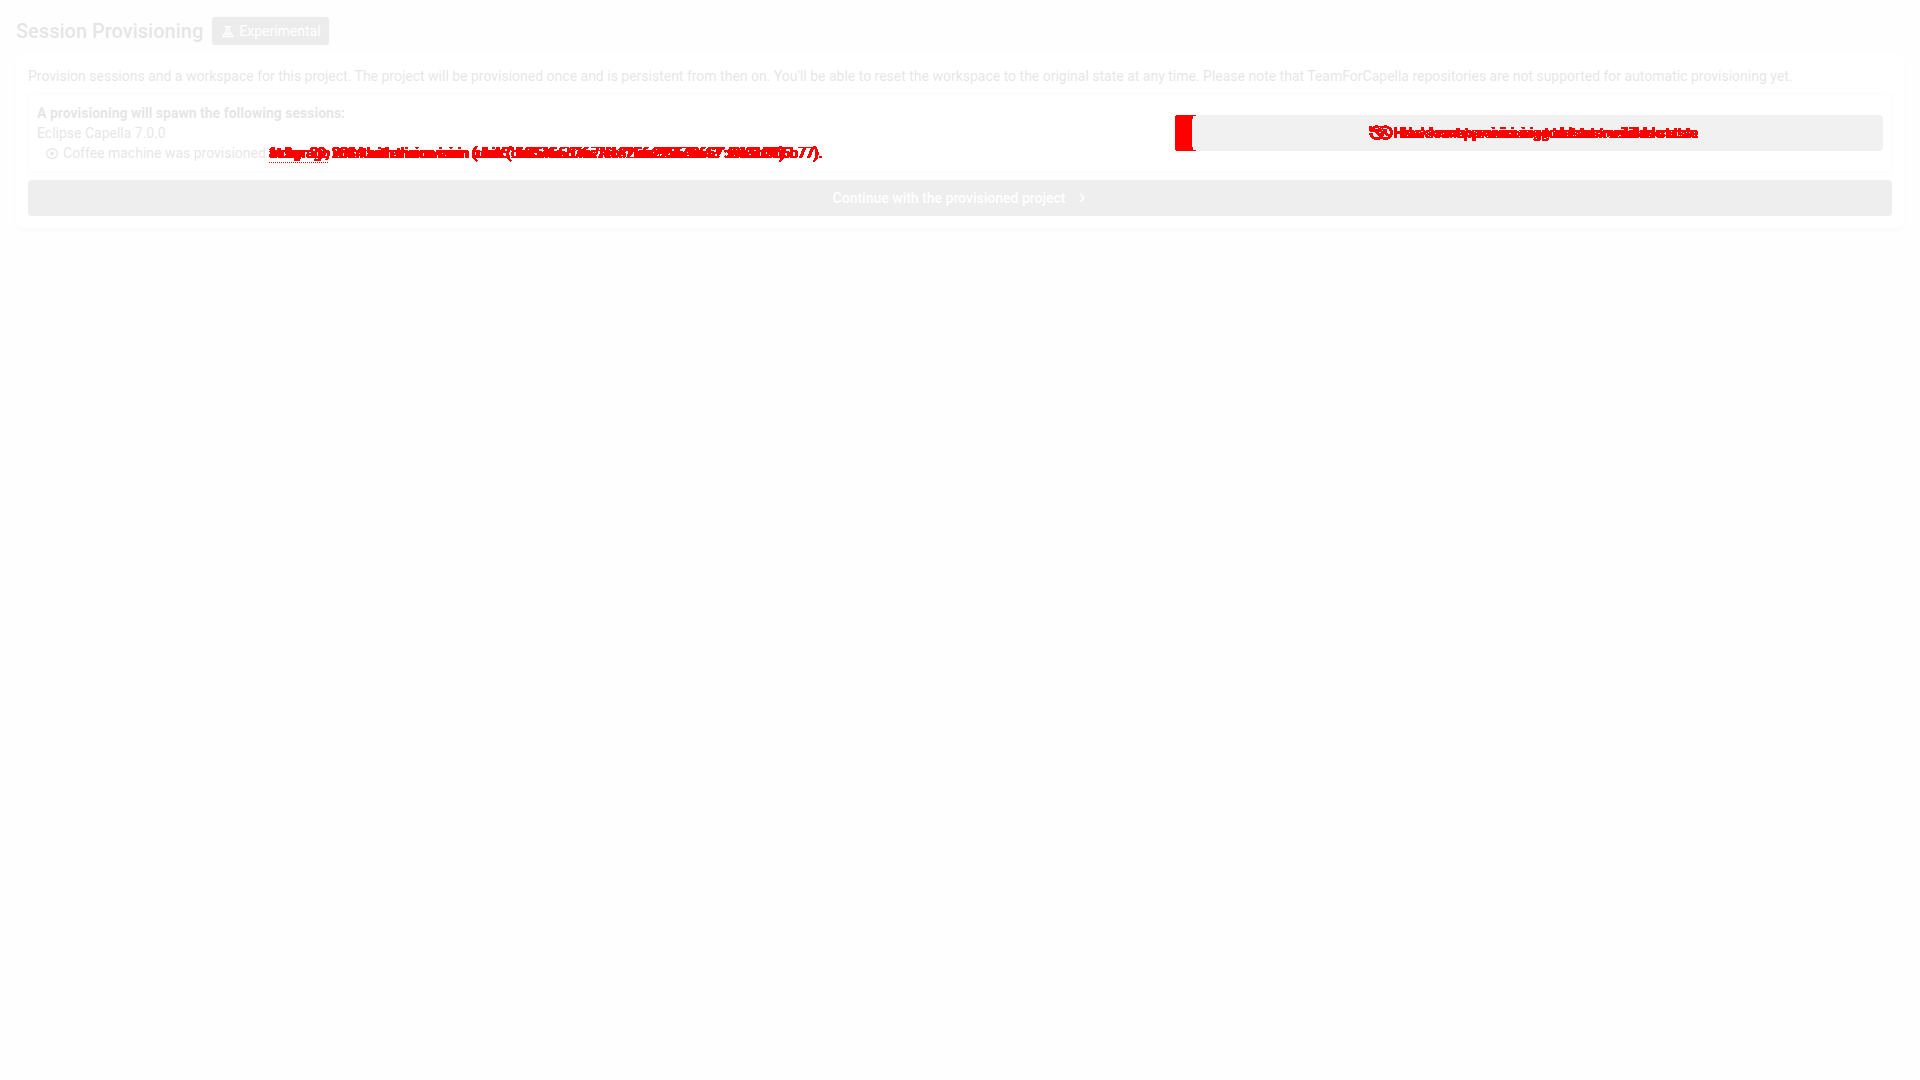 Session Provisioning
Experimental
Provision sessions and a workspace for this project. The project will be provisioned once and is persistent from then on. You'll be able to reset the workspace to the original state at any time. Please note that TeamForCapella repositories are not supported for automatic provisioning yet.
A provisioning will spawn the following sessions:
Eclipse Capella 7.0.0
Coffee machine was provisioned
Continue with the provisioned project